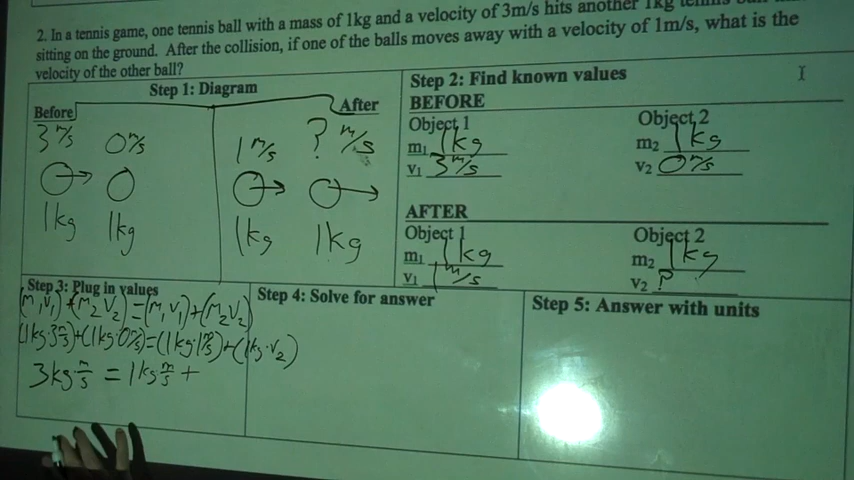 2. In a tennis game, one tennis ball with a mass of 1kg and a velocity of 3m/s hits another 1kg tennis
sitting on the ground. After the collision, if one of the balls moves away with a velocity of 1m/s, what is the
velocity of the other ball?
Step 1: Diagram
Before
After
3 m/s
0 m/s
1 m/s
? m/s
1kg
1kg
1kg
1kg
Step 2: Find known values
BEFORE
Object 1
Object 2
m₁ 1kg
m₂ 1kg
v₁ 3 m/s
v₂ 0 m/s
AFTER
Object 1
Object 2
m₁ 1kg
m₂ 1kg
v₁ 1 m/s
v₂ ?
Step 3: Plug in values
(m₁v₁)+(m₂v₂)=(m₁v₁)+(m₂v₂)
(1kg·3m/s)+(1kg·0m/s)=(1kg·1m/s)+(1kg·v₂)
3kg m/s = 1kg m/s +
Step 4: Solve for answer
Step 5: Answer with units